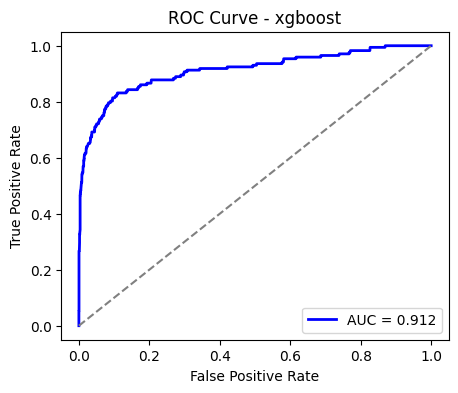 ROC Curve - xgboost
True Positive Rate
1.0
0.8
0.6
0.4
0.2
0.0
AUC = 0.912
0.0 0.2 0.4 0.6 0.8 1.0
False Positive Rate